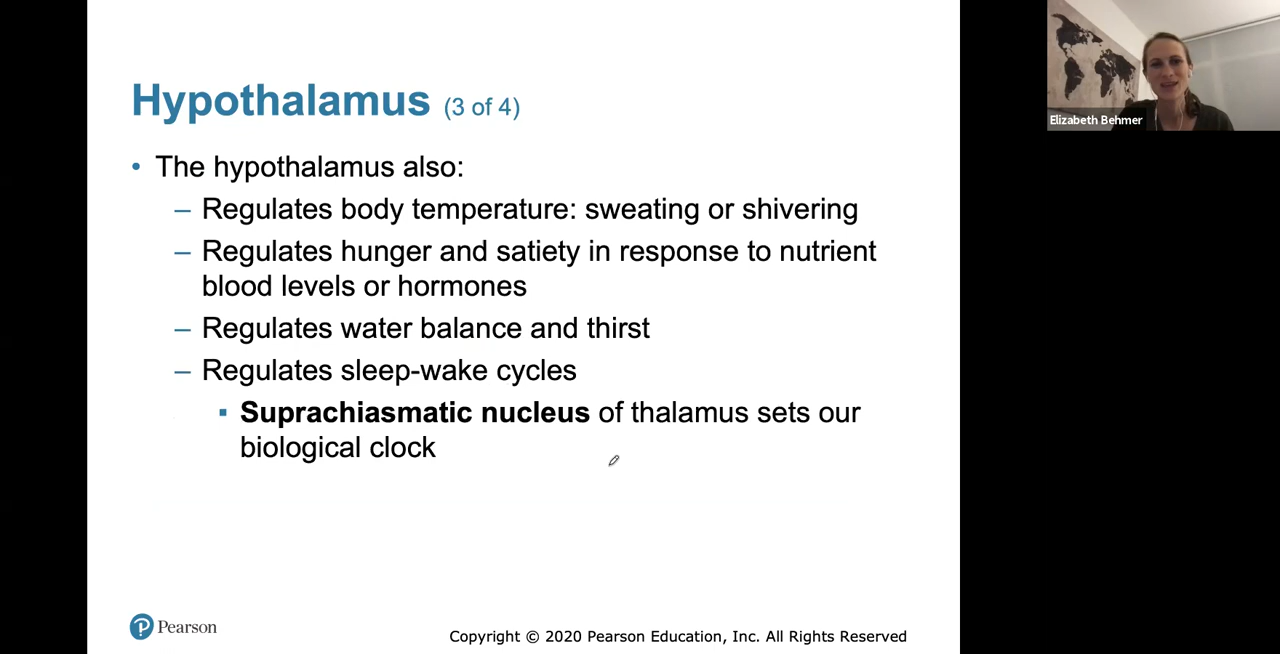 Hypothalamus (3 of 4)
• The hypothalamus also:
– Regulates body temperature: sweating or shivering
– Regulates hunger and satiety in response to nutrient
blood levels or hormones
– Regulates water balance and thirst
– Regulates sleep-wake cycles
▪ Suprachiasmatic nucleus of thalamus sets our
biological clock
P Pearson
Copyright © 2020 Pearson Education, Inc. All Rights Reserved
Elizabeth Behmer